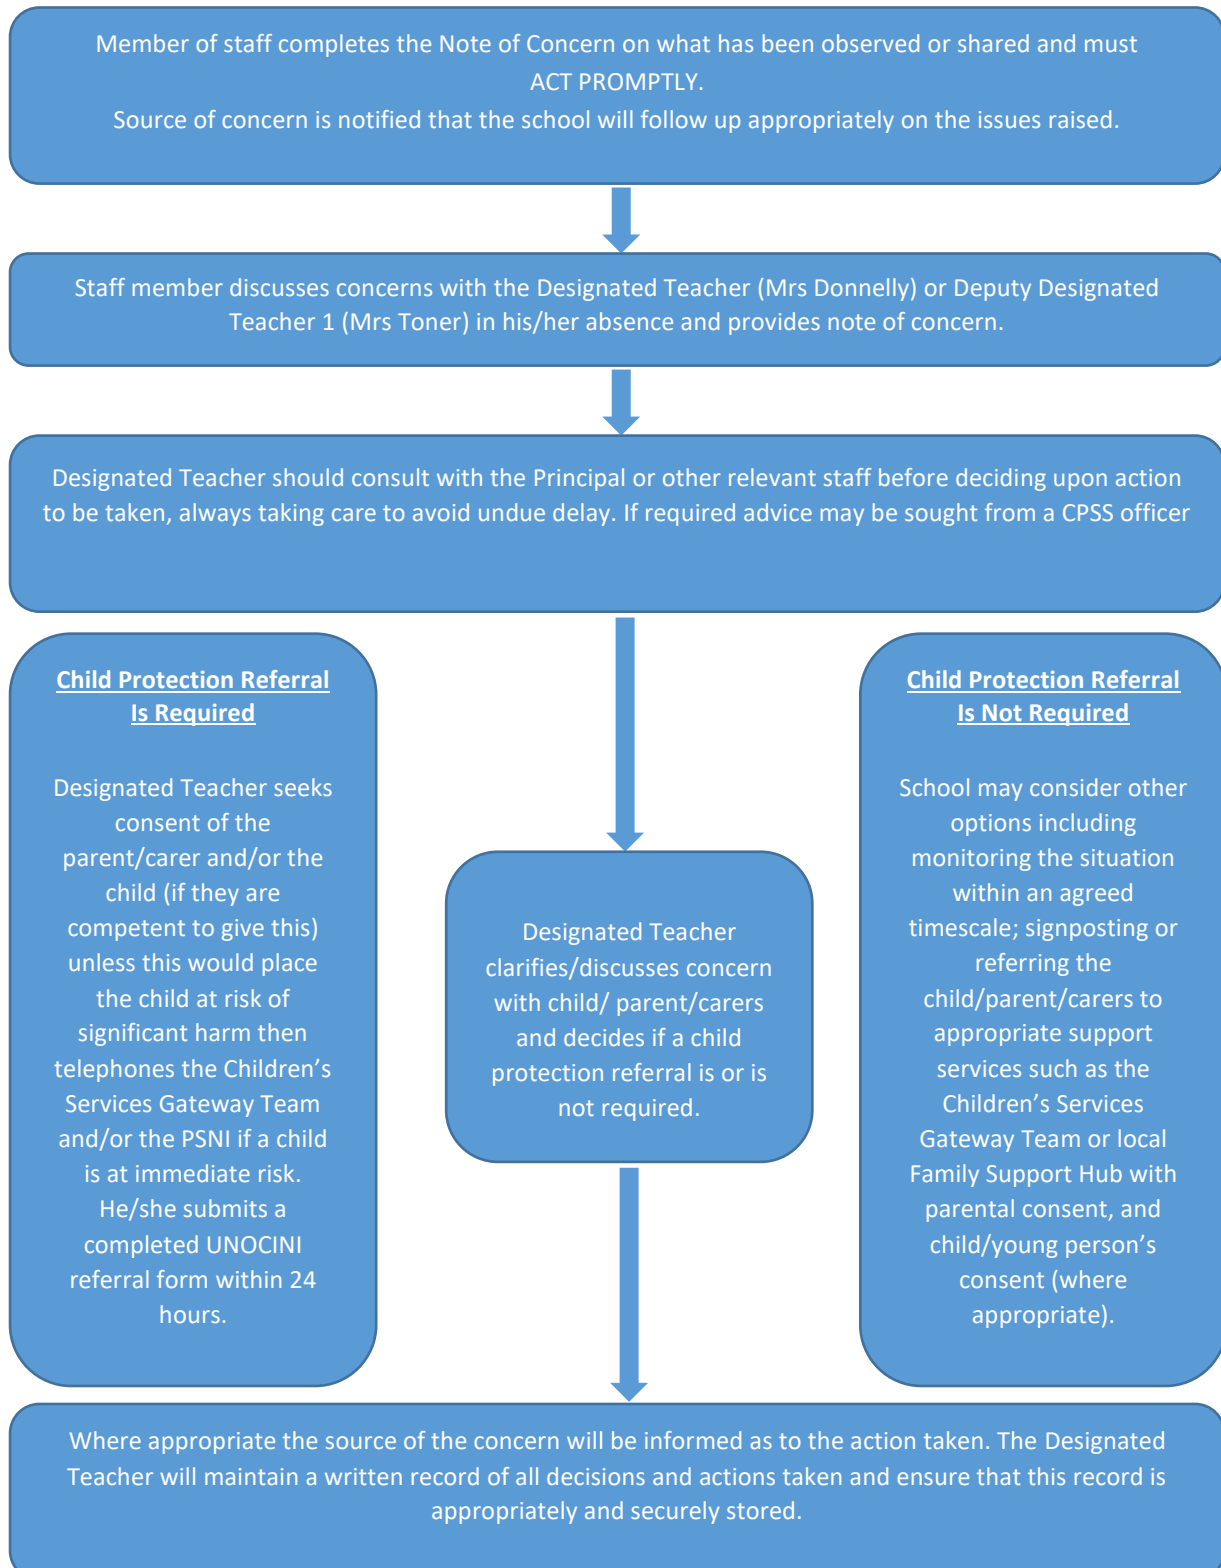 Member of staff completes the Note of Concern on what has been observed or shared and must
ACT PROMPTLY.
Source of concern is notified that the school will follow up appropriately on the issues raised.
Staff member discusses concerns with the Designated Teacher (Mrs Donnelly) or Deputy Designated
Teacher 1 (Mrs Toner) in his/her absence and provides note of concern.
Designated Teacher should consult with the Principal or other relevant staff before deciding upon action
to be taken, always taking care to avoid undue delay. If required advice may be sought from a CPSS officer
Child Protection Referral
Is Required
Designated Teacher seeks
consent of the
parent/carer and/or the
child (if they are
competent to give this)
unless this would place
the child at risk of
significant harm then
telephones the Children's
Services Gateway Team
and/or the PSNI if a child
is at immediate risk.
He/she submits a
completed UNOCINI
referral form within 24
hours.
Designated Teacher
clarifies/discusses concern
with child/ parent/carers
and decides if a child
protection referral is or is
not required.
Child Protection Referral
Is Not Required
School may consider other
options including
monitoring the situation
within an agreed
timescale; signposting or
referring the
child/parent/carers to
appropriate support
services such as the
Children's Services
Gateway Team or local
Family Support Hub with
parental consent, and
child/young person's
consent (where
appropriate).
Where appropriate the source of the concern will be informed as to the action taken. The Designated
Teacher will maintain a written record of all decisions and actions taken and ensure that this record is
appropriately and securely stored.